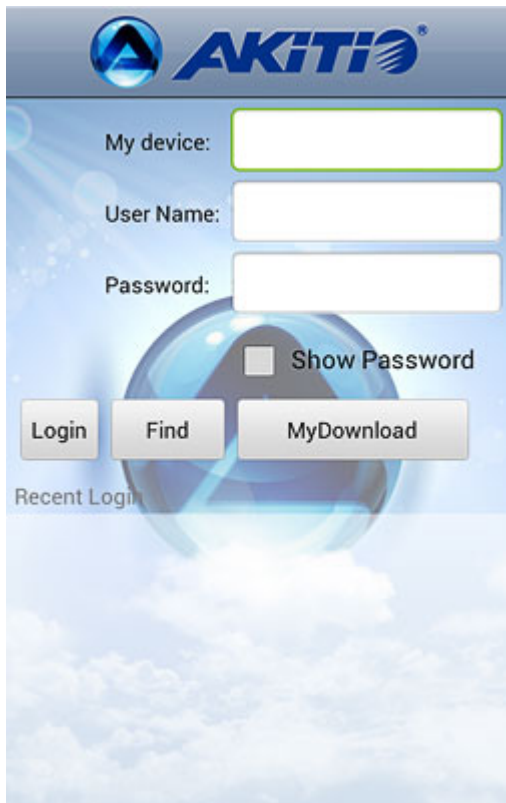 AKiTiO®
My device:
User Name:
Password:
Show Password
Login Find MyDownload
Recent Login